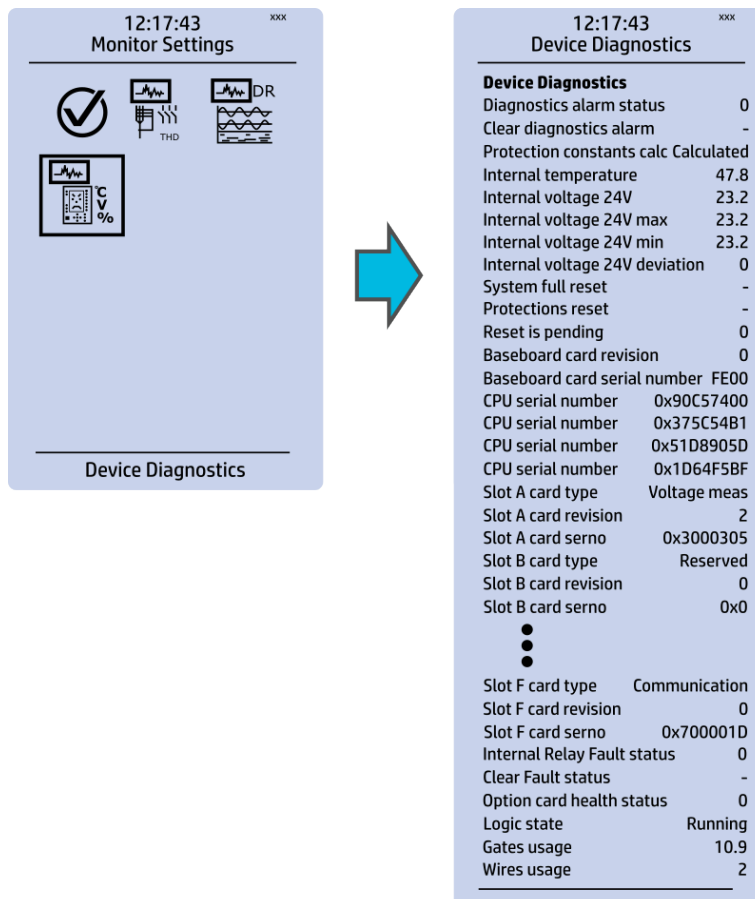 12:17:43 xxx
Monitor Settings
DR
THD
°C
V
%
Device Diagnostics
12:17:43 xxx
Device Diagnostics
Device Diagnostics
Diagnostics alarm status 0
Clear diagnostics alarm -
Protection constants calc Calculated
Internal temperature 47.8
Internal voltage 24V 23.2
Internal voltage 24V max 23.2
Internal voltage 24V min 23.2
Internal voltage 24V deviation 0
System full reset -
Protections reset -
Reset is pending 0
Baseboard card revision 0
Baseboard card serial number FE00
CPU serial number 0x90C57400
CPU serial number 0x375C54B1
CPU serial number 0x51D8905D
CPU serial number 0x1D64F5BF
Slot A card type Voltage meas
Slot A card revision 2
Slot A card serno 0x3000305
Slot B card type Reserved
Slot B card revision 0
Slot B card serno 0x0
Slot F card type Communication
Slot F card revision 0
Slot F card serno 0x700001D
Internal Relay Fault status 0
Clear Fault status -
Option card health status 0
Logic state Running
Gates usage 10.9
Wires usage 2